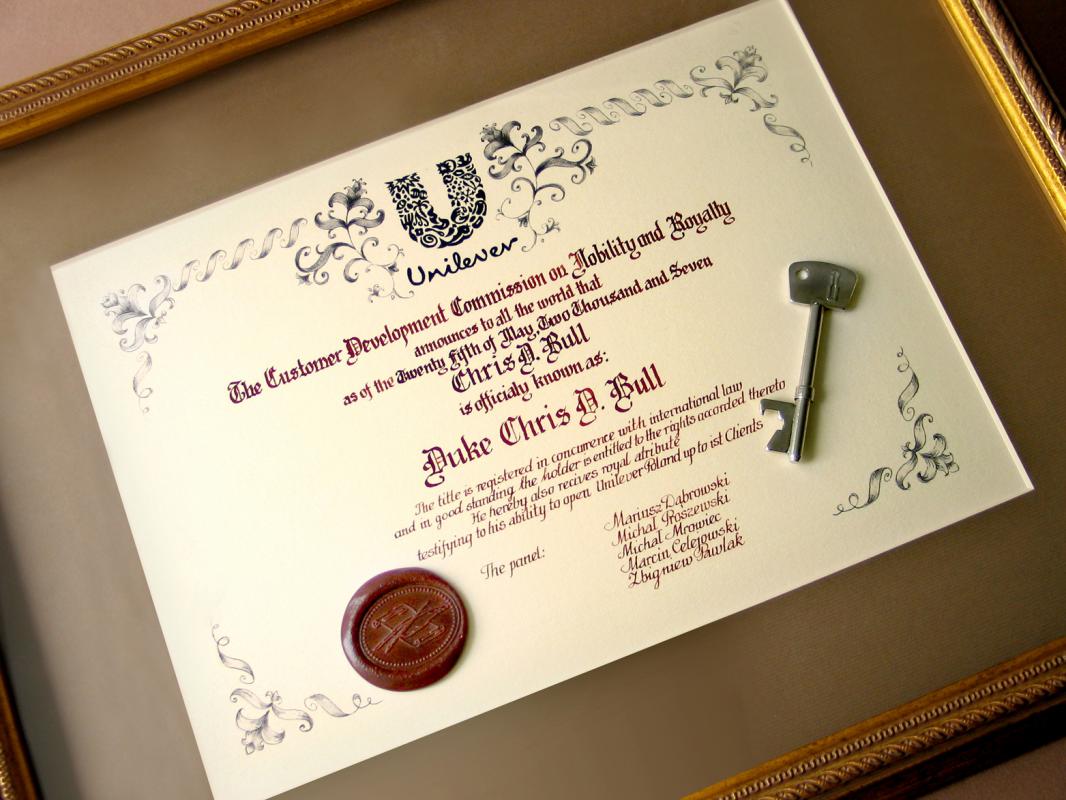 Unilever
The Customer Development Commission on Nobility and Royalty
announces to all the world that
as of the Twenty Fifth of May, Two Thousand and Seven
Chris D. Bull
is officialy known as:
Duke Chris D. Bull
The title is registered in concurrence with international law
and in good standing the holder is entitled to the rights accorded thereto
He hereby also recives royal atribute
testifying to his ability to open Unilever Poland up to ist Clients
The panel:
Mariusz Dąbrowski
Michał Roszewski
Michał Mrowiec
Marcin Celejowski
Zbigniew Pawlak